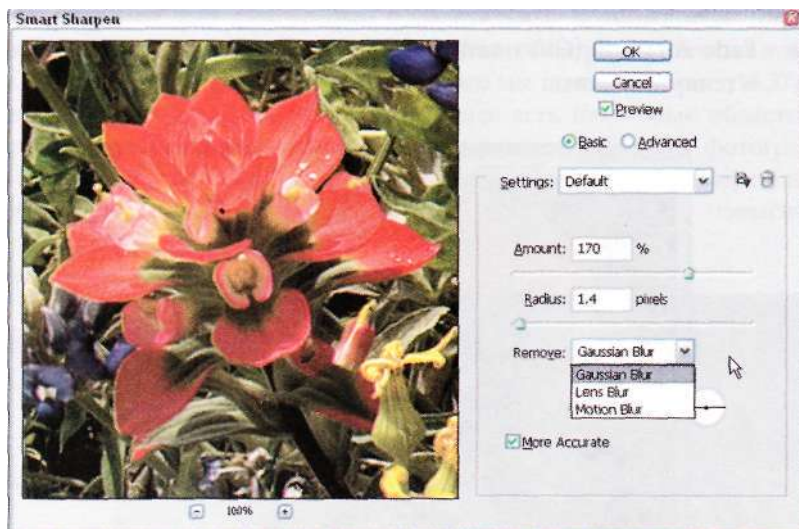 Smart Sharpen
OK
Cancel
Preview
Basic Advanced
Settings: Default
Amount: 170 %
Radius: 1.4 pixels
Remove: Gaussian Blur
Gaussian Blur
Lens Blur
Motion Blur
More Accurate
100%